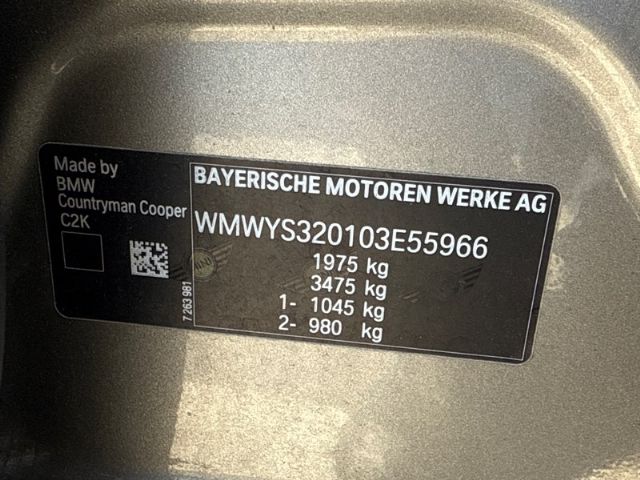 Made by
BMW
Countryman Cooper
C2K
7 263 981
BAYERISCHE MOTOREN WERKE AG
WMWYS320103E55966
1975 kg
3475 kg
1- 1045 kg
2- 980 kg
MINI